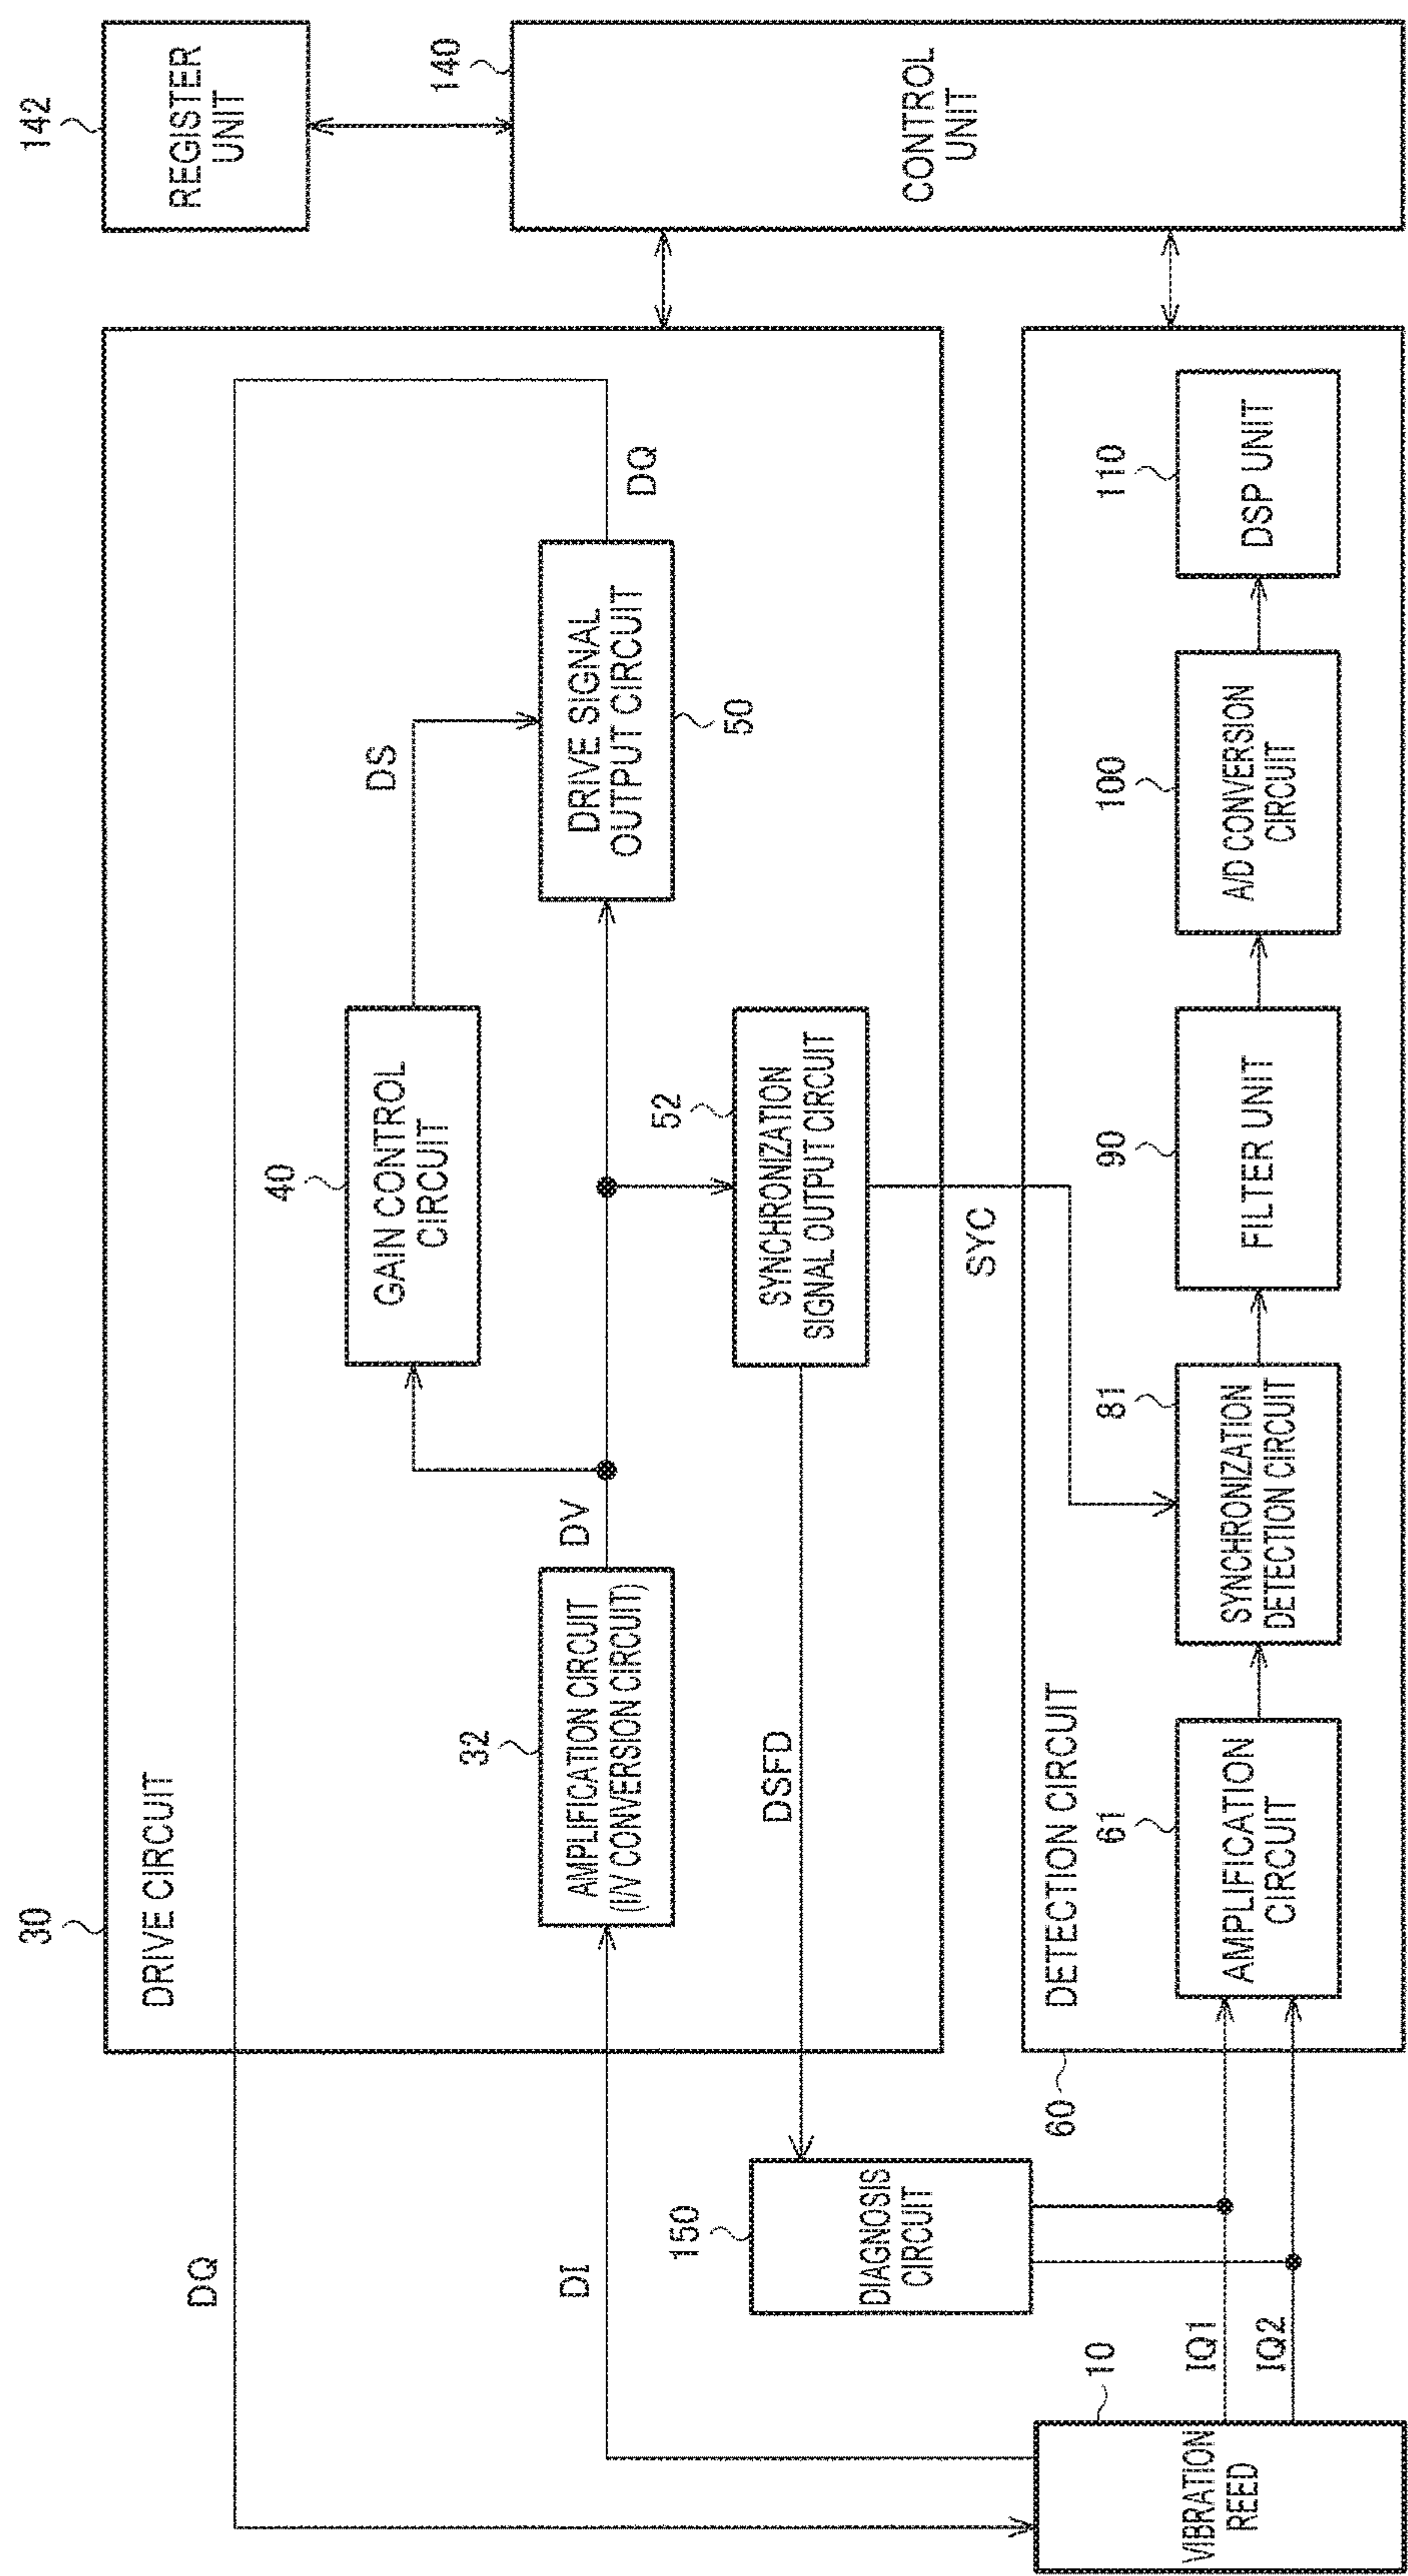 30
DRIVE CIRCUIT
DQ
DQ
40
GAIN CONTROL
CIRCUIT
DS
DI
32
AMPLIFICATION CIRCUIT
(I/V CONVERSION CIRCUIT)
DV
DRIVE SIGNAL
OUTPUT CIRCUIT
50
52
SYNCHRONIZATION
SIGNAL OUTPUT CIRCUIT
DSFD
SYC
150
DIAGNOSIS
CIRCUIT
10
VIBRATION
REED
IQ1
IQ2
60
DETECTION CIRCUIT
61
AMPLIFICATION
CIRCUIT
81
SYNCHRONIZATION
DETECTION CIRCUIT
90
FILTER UNIT
100
A/D CONVERSION
CIRCUIT
110
DSP UNIT
142
REGISTER
UNIT
140
CONTROL
UNIT